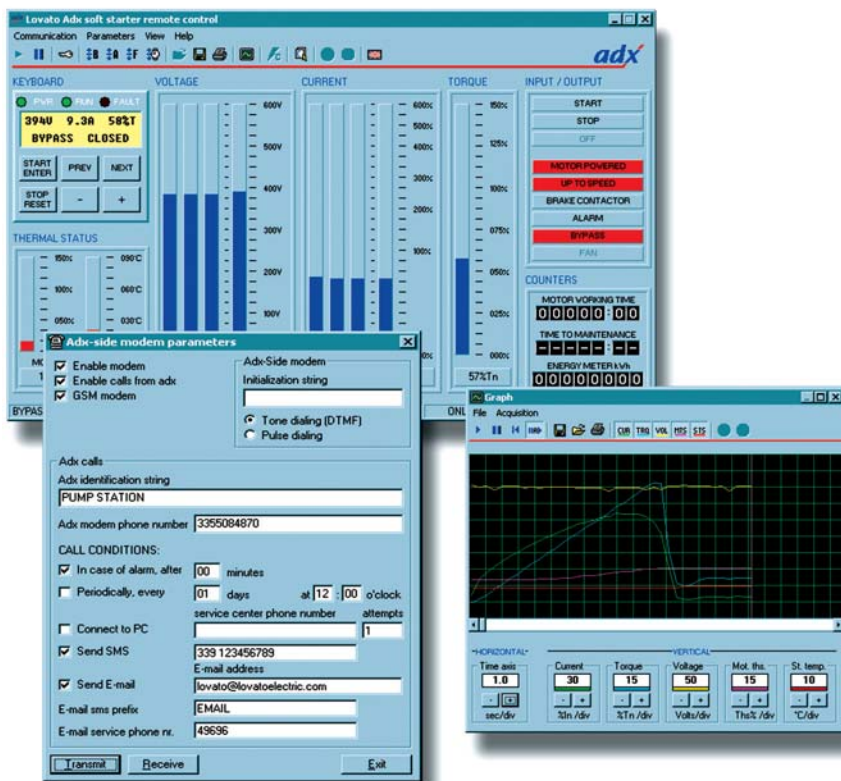 Lovato Adx soft starter remote control
Communication Parameters View Help
adx
KEYBOARD
PWR RUN FAULT
394V 9.3A 58%T
BYPASS CLOSED
START ENTER PREV NEXT
STOP RESET - +
THERMAL STATUS
150% 090°C
100% 060°C
050% 030°C
VOLTAGE
600V
500V
400V
300V
200V
100V
CURRENT
600%
500%
400%
300%
200%
100%
TORQUE
150%
125%
100%
075%
050%
025%
000%
57%Tn
INPUT / OUTPUT
START
STOP
OFF
MOTOR POWERED
UP TO SPEED
BRAKE CONTACTOR
ALARM
BYPASS
FAN
COUNTERS
MOTOR WORKING TIME
00000:00
TIME TO MAINTENANCE
-----:--
ENERGY METER kWh
00000000
Adx-side modem parameters
Enable modem
Enable calls from adx
GSM modem
Adx-Side modem
Initialization string
Tone dialing (DTMF)
Pulse dialing
Adx calls
Adx identification string
PUMP STATION
Adx modem phone number 3355084870
CALL CONDITIONS:
In case of alarm, after 00 minutes
Periodically, every 01 days at 12 : 00 o'clock
service center phone number attempts
Connect to PC 1
Send SMS 339 123456789
E-mail address
Send E-mail lovato@lovatoelectric.com
E-mail sms prefix EMAIL
E-mail service phone nr. 49696
Transmit Receive Exit
Graph
File Acquisition
CUR TRQ VOL MTS STS
HORIZONTAL VERTICAL
Time axis Current Torque Voltage Mot. ths. St. temp.
1.0 30 15 50 15 10
- + - + - + - + - + - +
sec/div %In /div %Tn /div Volts/div Ths% /div °C/div